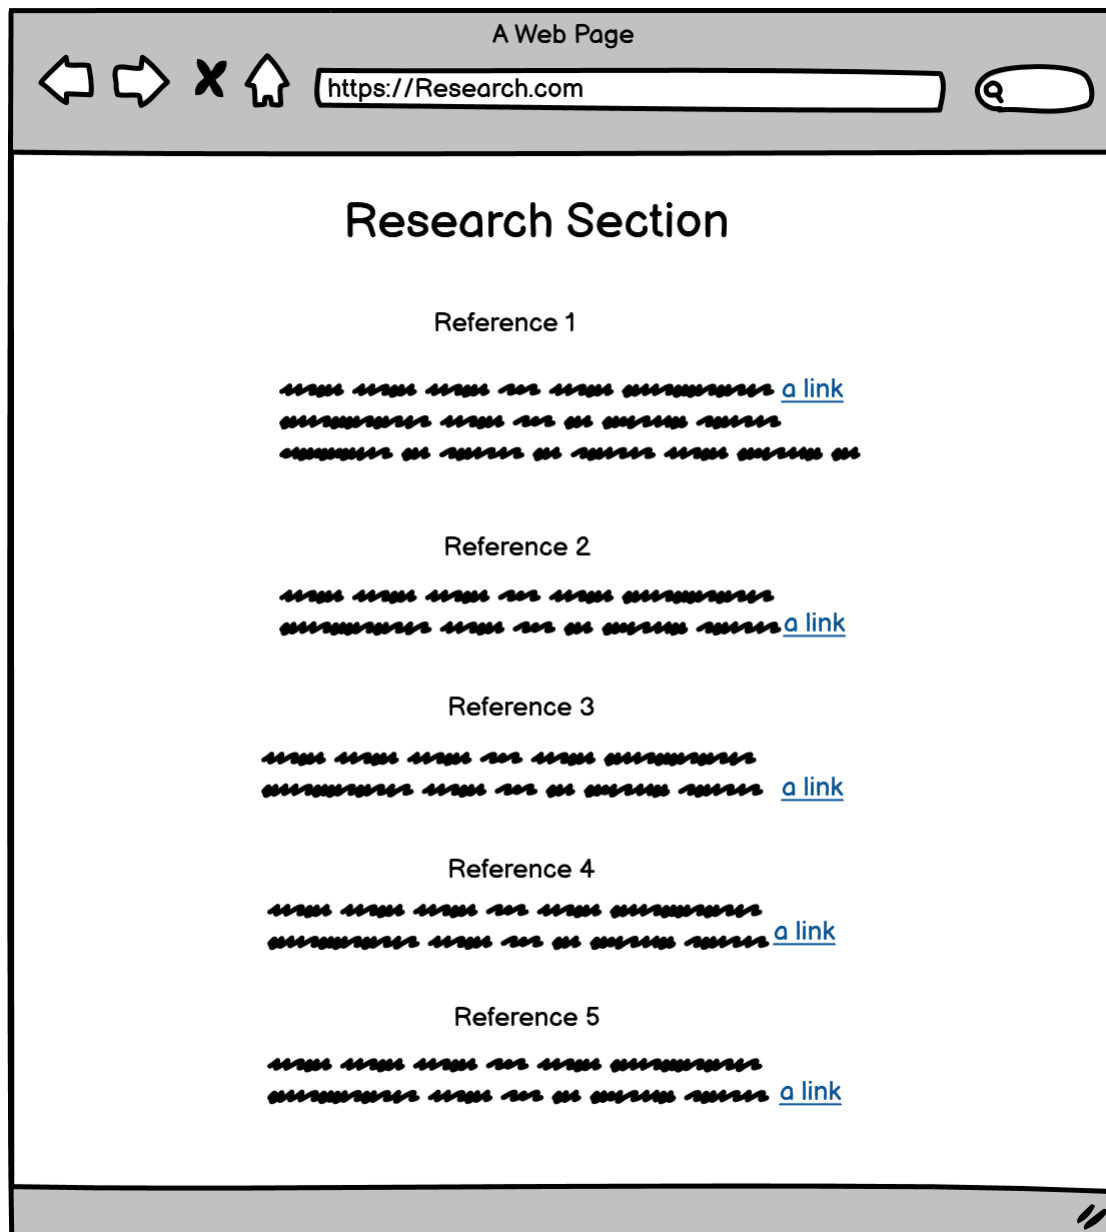 A Web Page
https://Research.com
Research Section
Reference 1
a link
Reference 2
a link
Reference 3
a link
Reference 4
a link
Reference 5
a link